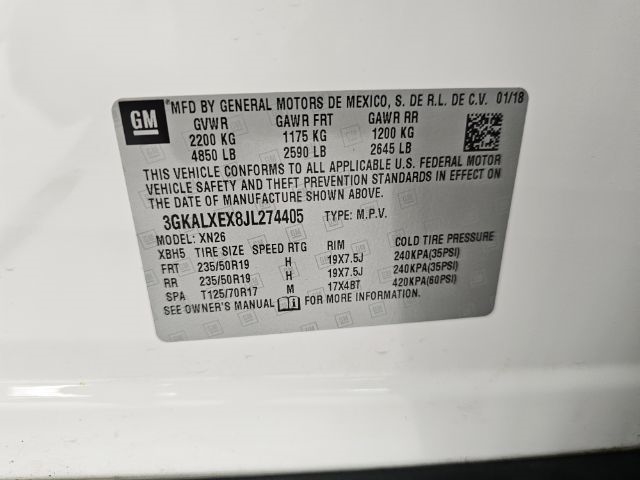 GM *MFD BY GENERAL MOTORS DE MEXICO, S. DE R.L. DE C.V. 01/18
GVWR GAWR FRT GAWR RR
2200 KG 1175 KG 1200 KG
4850 LB 2590 LB 2645 LB
THIS VEHICLE CONFORMS TO ALL APPLICABLE U.S. FEDERAL MOTOR
VEHICLE SAFETY AND THEFT PREVENTION STANDARDS IN EFFECT ON
THE DATE OF MANUFACTURE SHOWN ABOVE.
3GKALXEX8JL274405 TYPE: M.P.V.
MODEL: XN26
XBH5 TIRE SIZE SPEED RTG RIM COLD TIRE PRESSURE
FRT 235/50R19 H 19X7.5J 240KPA(35PSI)
RR 235/50R19 H 19X7.5J 240KPA(35PSI)
SPA T125/70R17 M 17X4BT 420KPA(60PSI)
SEE OWNER'S MANUAL FOR MORE INFORMATION.